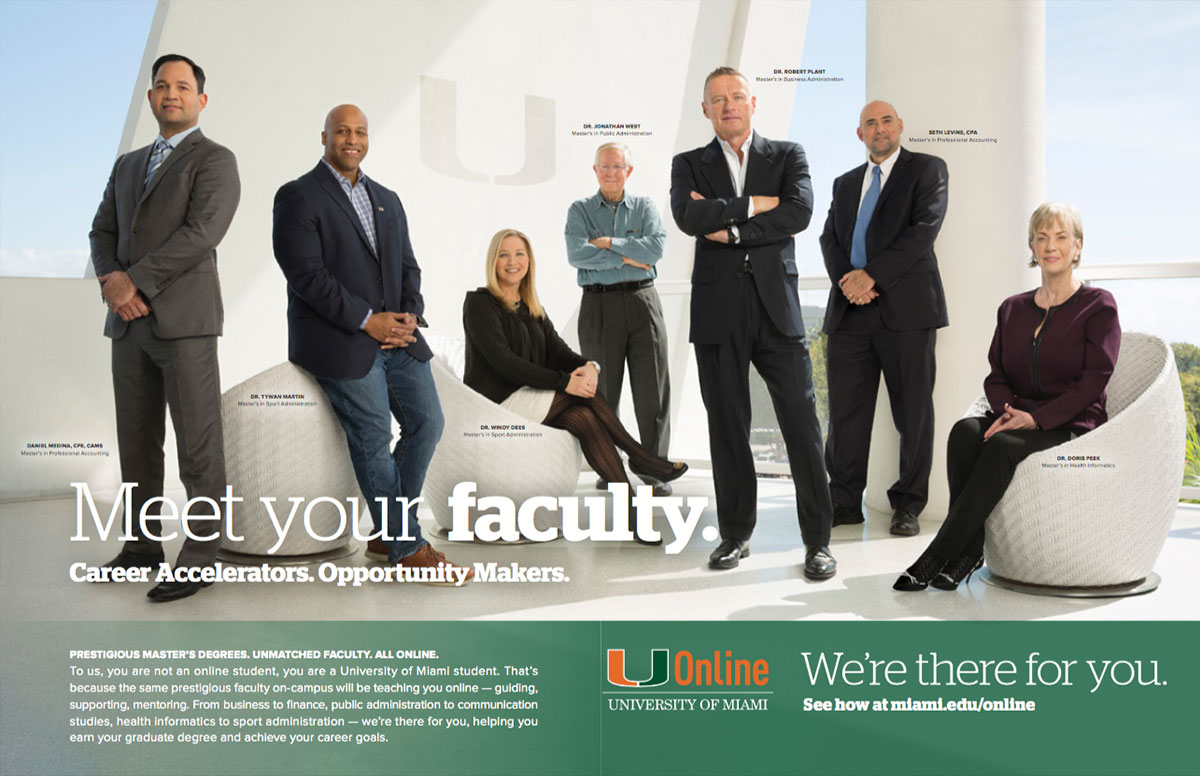 DR. ROBERT PLANT
Master's in Business Administration
DR. JONATHAN WEST
Master's in Public Administration
SETH LEVINE, CPA
Master's in Professional Accounting
U
DR. TYWAN MARTIN
Master's in Sport Administration
DR. WINDY DEES
Master's in Sport Administration
DANIEL MEDINA, CFE, CAMS
Master's in Professional Accounting
DR. DORIS PEEK
Master's in Health Informatics
Meet your faculty.
Career Accelerators. Opportunity Makers.
PRESTIGIOUS MASTER'S DEGREES. UNMATCHED FACULTY. ALL ONLINE.
To us, you are not an online student, you are a University of Miami student. That's
because the same prestigious faculty on-campus will be teaching you online — guiding,
supporting, mentoring. From business to finance, public administration to communication
studies, health informatics to sport administration — we're there for you, helping you
earn your graduate degree and achieve your career goals.
U Online
UNIVERSITY OF MIAMI
We're there for you.
See how at miami.edu/online